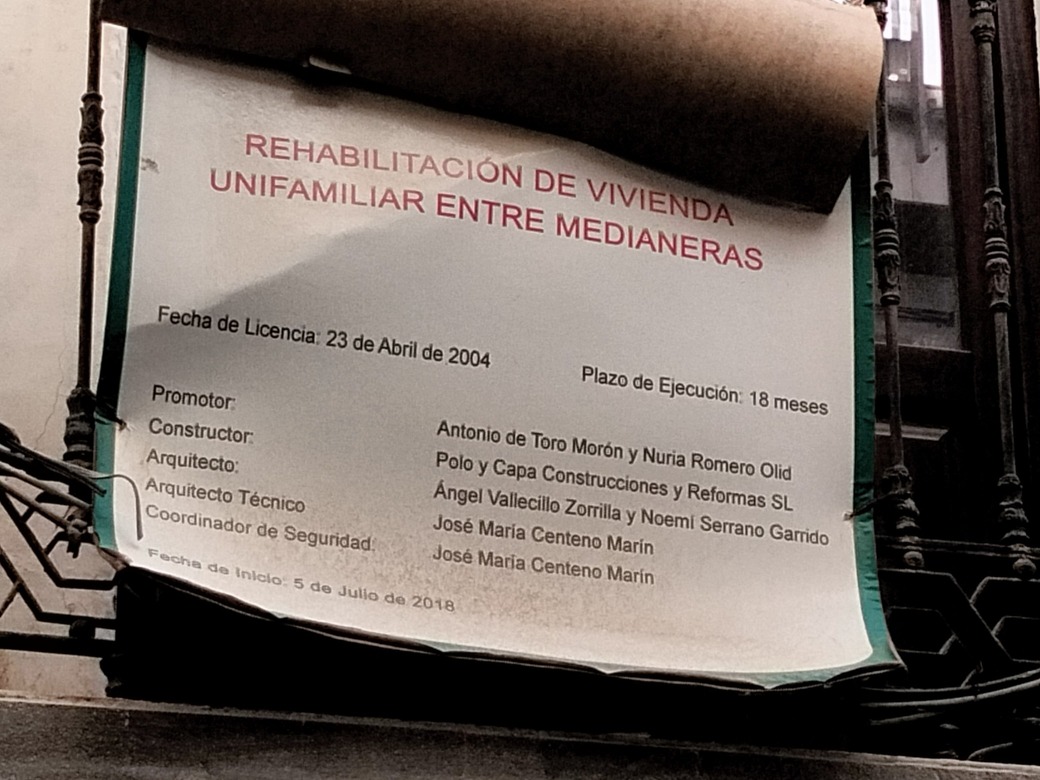 REHABILITACIÓN DE VIVIENDA
UNIFAMILIAR ENTRE MEDIANERAS
Fecha de Licencia: 23 de Abril de 2004
Plazo de Ejecución: 18 meses
Promotor: Antonio de Toro Morón y Nuria Romero Olid
Constructor: Polo y Capa Construcciones y Reformas SL
Arquitecto: Ángel Vallecillo Zorrilla y Noemí Serrano Garrido
Arquitecto Técnico José Maria Centeno Marín
Coordinador de Seguridad: José Maria Centeno Marín
Fecha de Inicio: 5 de Julio de 2018